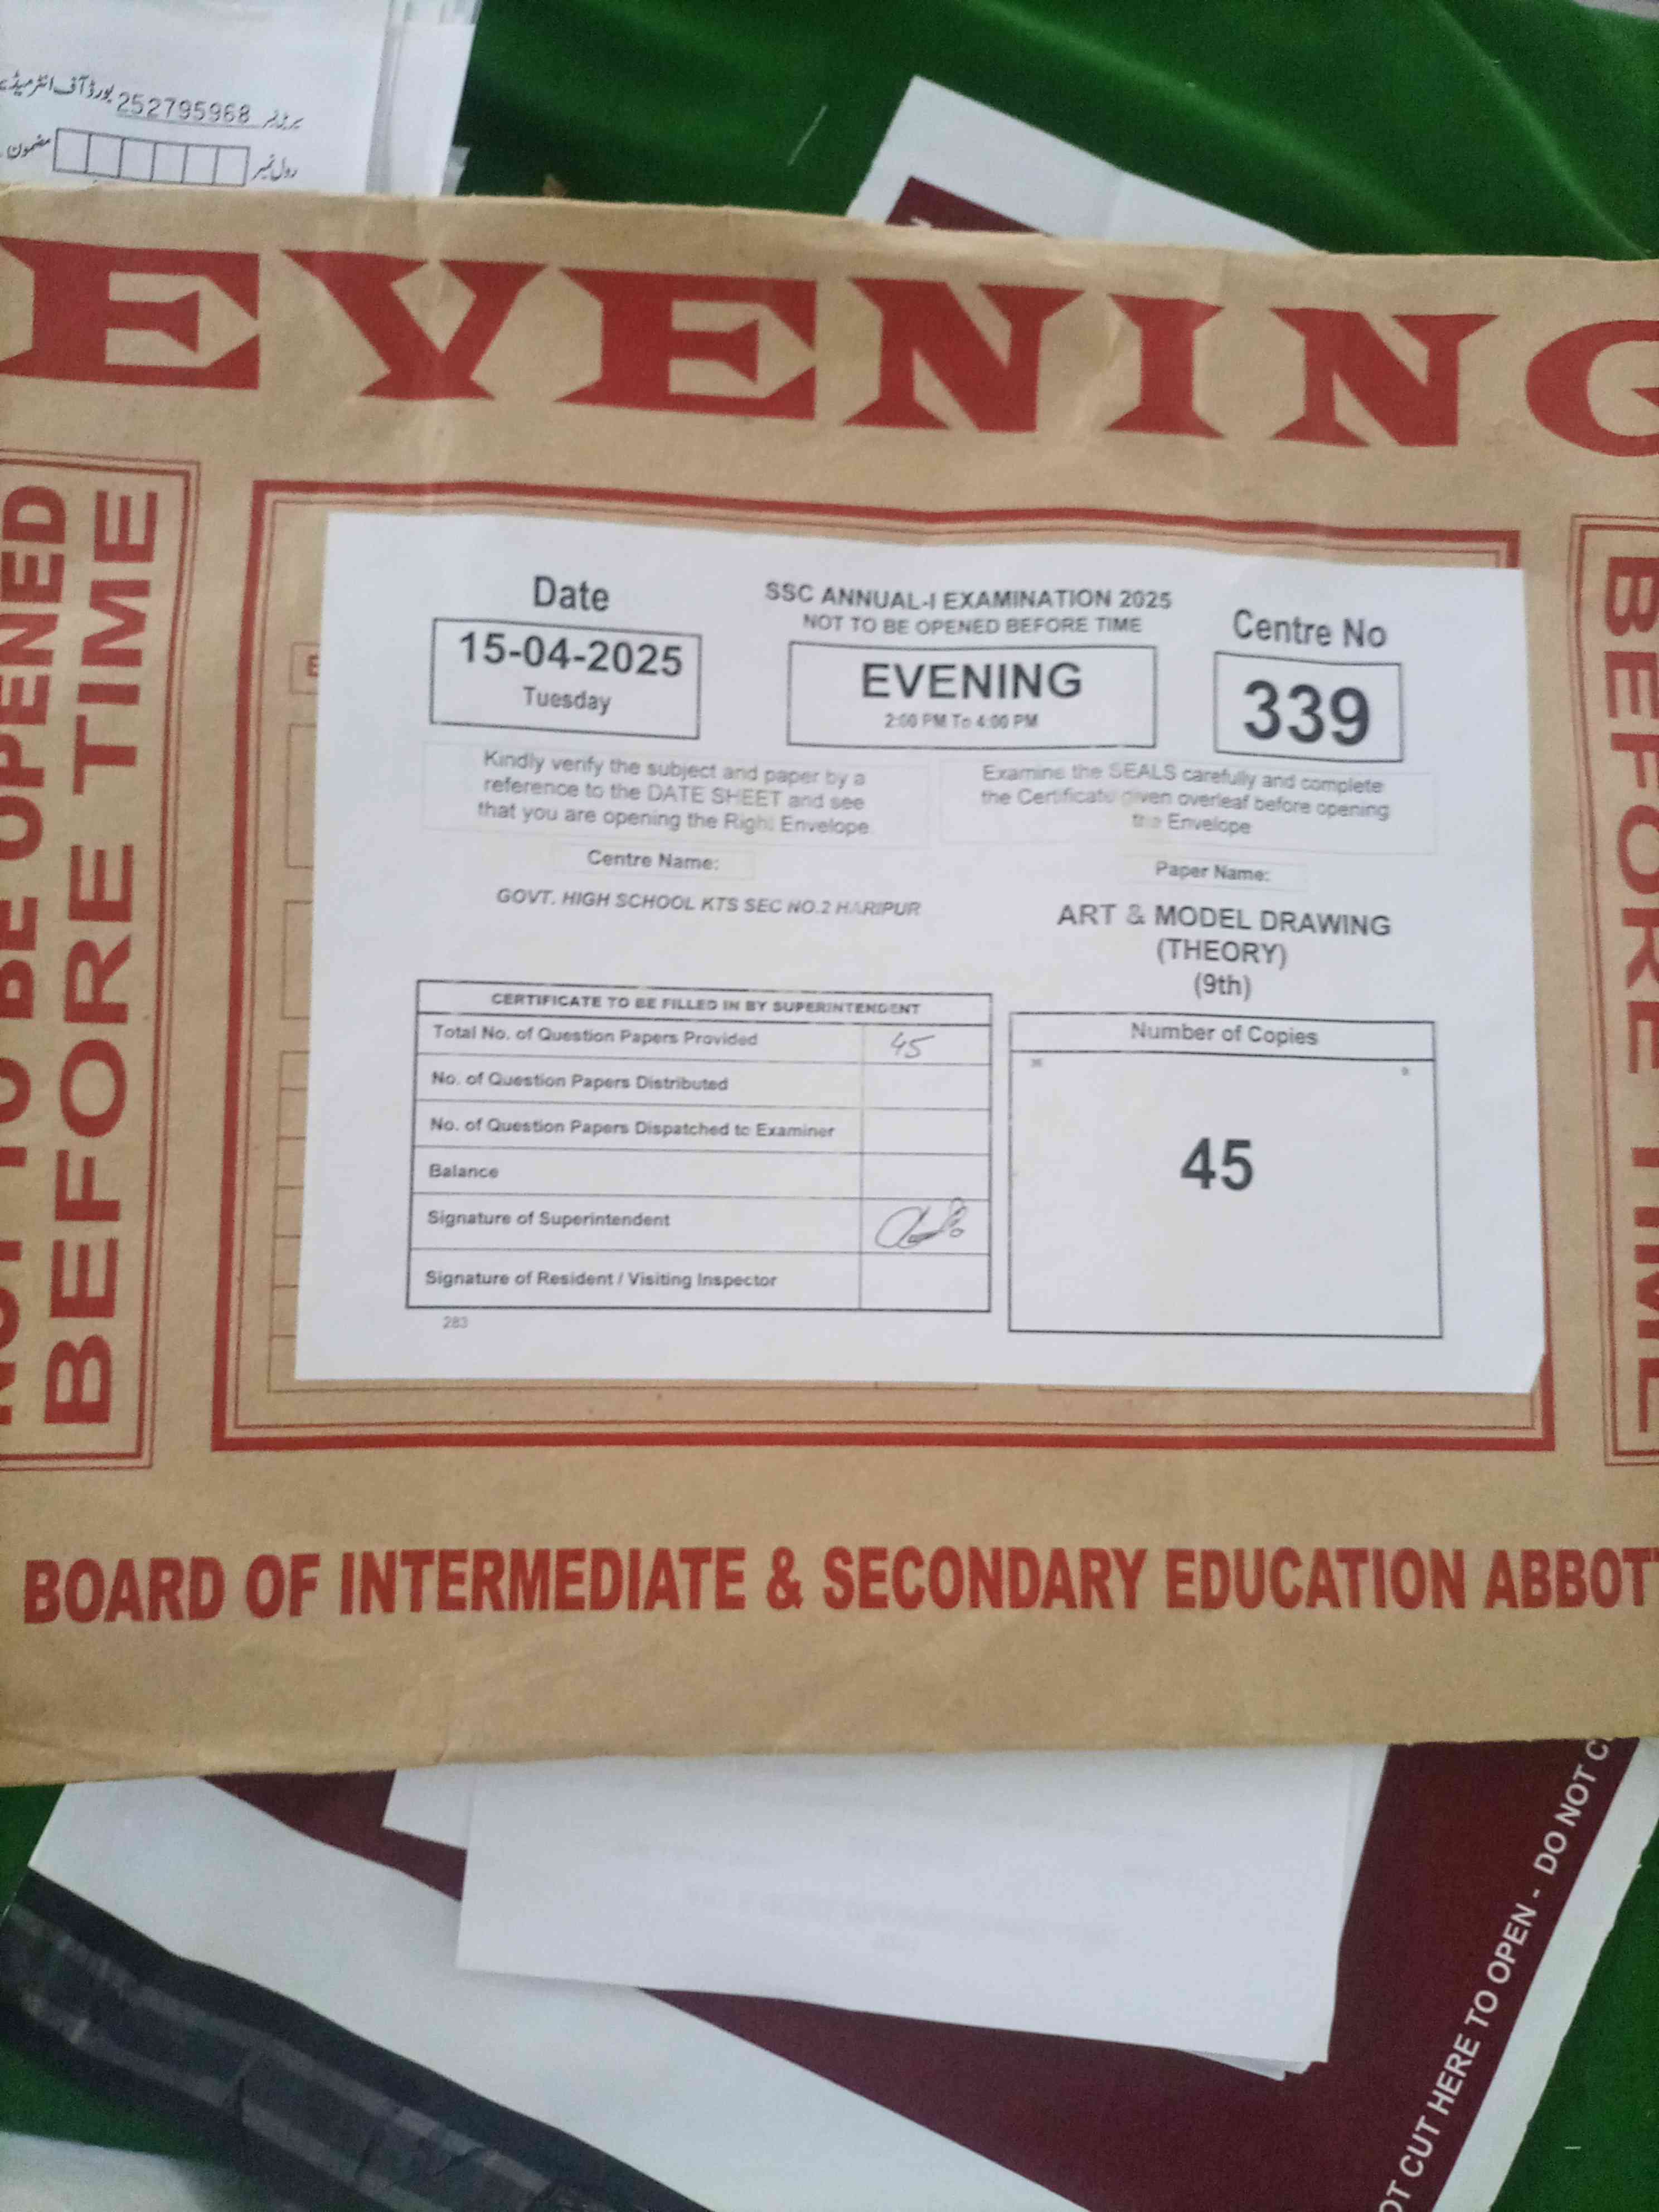 بورڈ آف انٹرمیڈیٹ
252795968
مضمون
رول نمبر
EVENING
NOT TO BE OPENED
BEFORE TIME
Date
15-04-2025
Tuesday
SSC ANNUAL-I EXAMINATION 2025
NOT TO BE OPENED BEFORE TIME
EVENING
2:00 PM To 4:00 PM
Centre No
339
Kindly verify the subject and paper by a
reference to the DATE SHEET and see
that you are opening the Right Envelope
Examine the SEALS carefully and complete
the Certificate given overleaf before opening
the Envelope
Centre Name:
GOVT. HIGH SCHOOL KTS SEC NO.2 HARIPUR
Paper Name:
ART & MODEL DRAWING
(THEORY)
(9th)
CERTIFICATE TO BE FILLED IN BY SUPERINTENDENT
Total No. of Question Papers Provided 45
No. of Question Papers Distributed
No. of Question Papers Dispatched to Examiner
Balance
Signature of Superintendent
Signature of Resident / Visiting Inspector
283
Number of Copies
45
BEFORE TIME
BOARD OF INTERMEDIATE & SECONDARY EDUCATION ABBOT
OT CUT HERE TO OPEN - DO NOT C